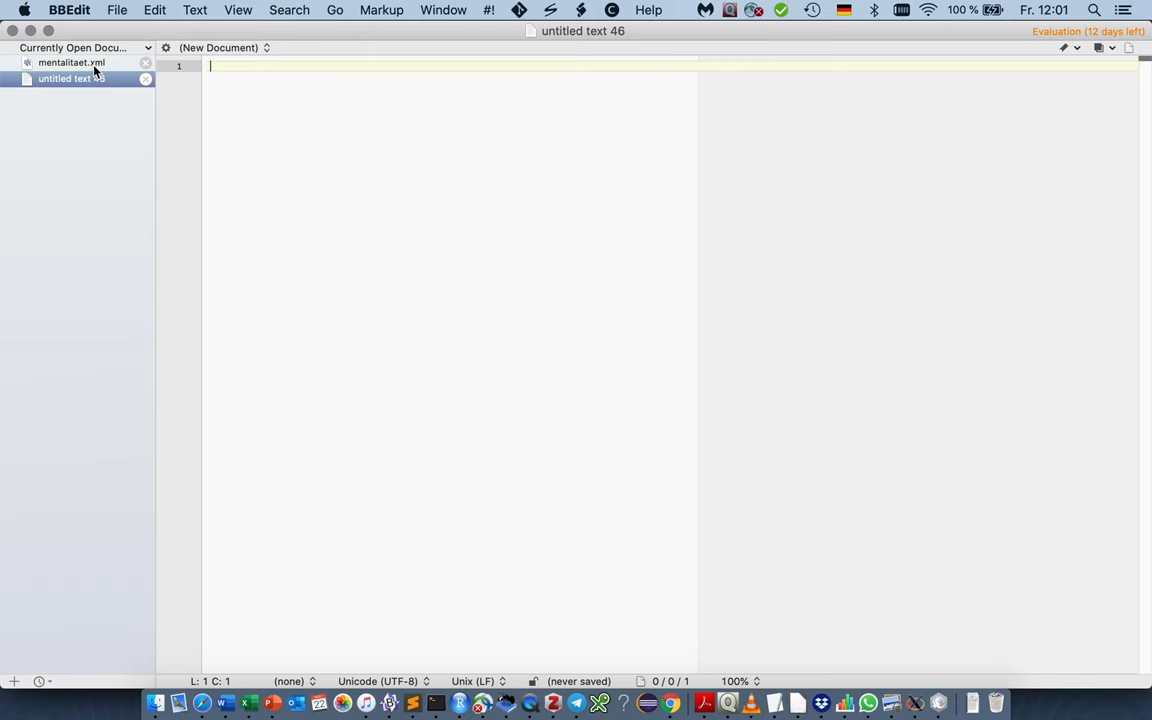 BBEdit File Edit Text View Search Go Markup Window #! Help 100 % Fr. 12:01
untitled text 46
Evaluation (12 days left)
Currently Open Docu... (New Document)
mentalitaet.xml
untitled text 46
1
L: 1 C: 1 (none) Unicode (UTF-8) Unix (LF) (never saved) 0 / 0 / 1 100%
22